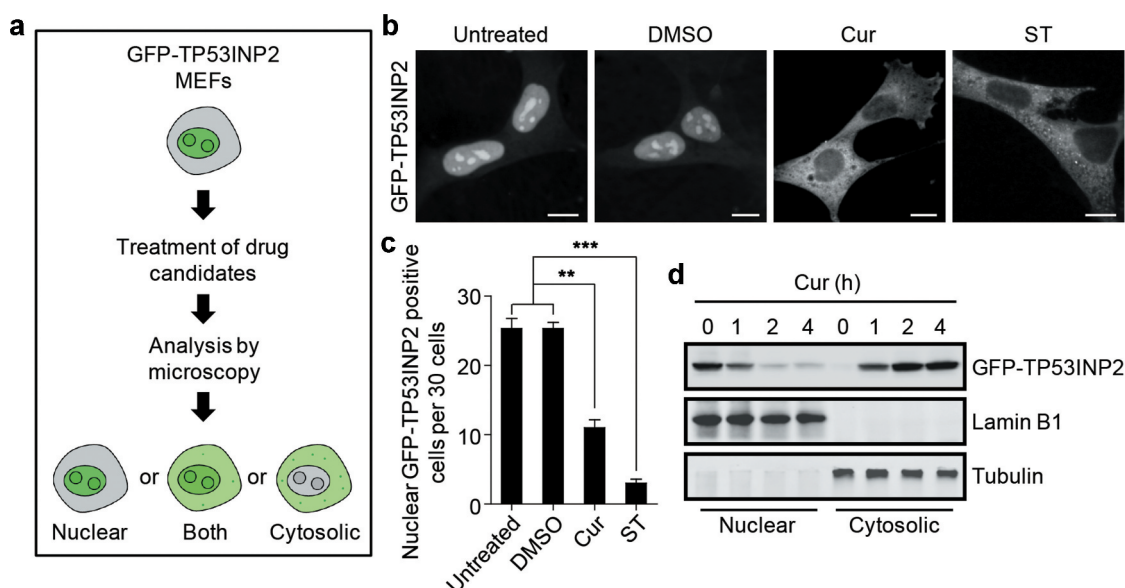 a
GFP-TP53INP2
MEFs
Treatment of drug
candidates
Analysis by
microscopy
or
or
Nuclear
Both
Cytosolic
b
Untreated
DMSO
Cur
ST
GFP-TP53INP2
c
Nuclear GFP-TP53INP2 positive
cells per 30 cells
***
**
30
20
10
0
Untreated
DMSO
Cur
ST
d
Cur (h)
0 1 2 4 0 1 2 4
GFP-TP53INP2
Lamin B1
Tubulin
Nuclear
Cytosolic